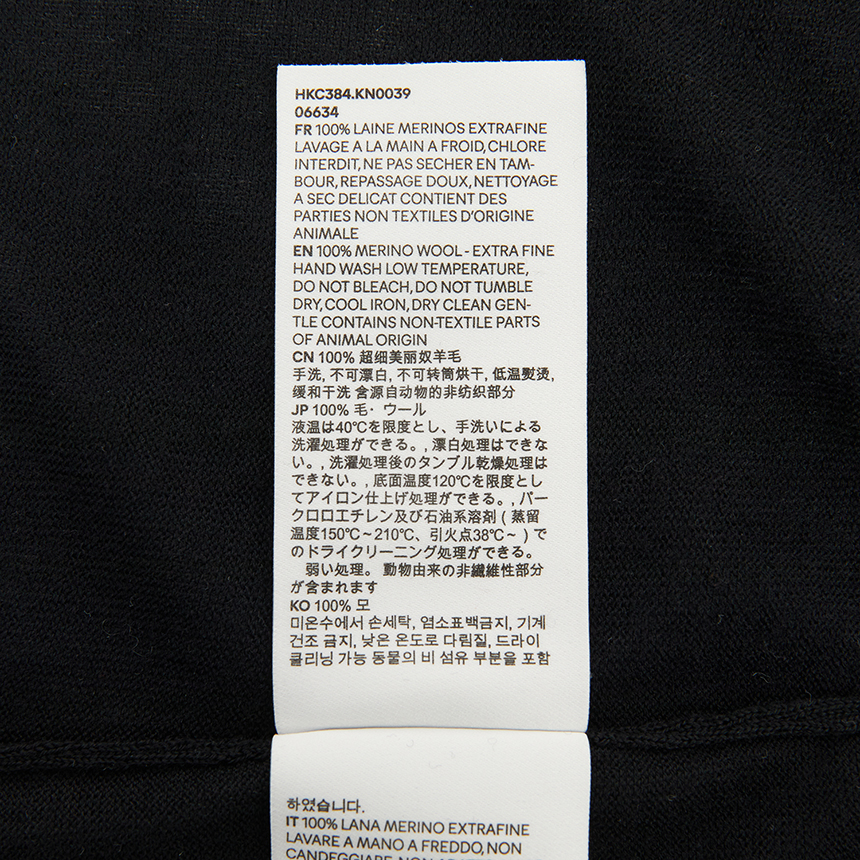 HKC384.KN0039
06634
FR 100% LAINE MERINOS EXTRAFINE
LAVAGE A LA MAIN A FROID, CHLORE
INTERDIT, NE PAS SECHER EN TAM-
BOUR, REPASSAGE DOUX, NETTOYAGE
A SEC DELICAT CONTIENT DES
PARTIES NON TEXTILES D'ORIGINE
ANIMALE
EN 100% MERINO WOOL - EXTRA FINE
HAND WASH LOW TEMPERATURE,
DO NOT BLEACH, DO NOT TUMBLE
DRY, COOL IRON, DRY CLEAN GEN-
TLE CONTAINS NON-TEXTILE PARTS
OF ANIMAL ORIGIN
CN 100% 超细美丽奴羊毛
手洗, 不可漂白, 不可转筒烘干, 低温熨烫,
缓和干洗 含源自动物的非纺织部分
JP 100% 毛・ウール
液温は40℃を限度とし、手洗いによる
洗濯処理ができる。, 漂白処理はできな
い。, 洗濯処理後のタンブル乾燥処理は
できない。, 底面温度120℃を限度とし
てアイロン仕上げ処理ができる。, パー
クロロエチレン及び石油系溶剤 ( 蒸留
温度150℃～210℃、引火点38℃～ ) で
のドライクリーニング処理ができる。
弱い処理。 動物由来の非繊維性部分
が含まれます
KO 100% 모
미온수에서 손세탁, 염소표백금지, 기계
건조 금지, 낮은 온도로 다림질, 드라이
클리닝 가능 동물의 비 섬유 부분을 포함
하였습니다.
IT 100% LANA MERINO EXTRAFINE
LAVARE A MANO A FREDDO, NON
CANDEGGIARE, NON